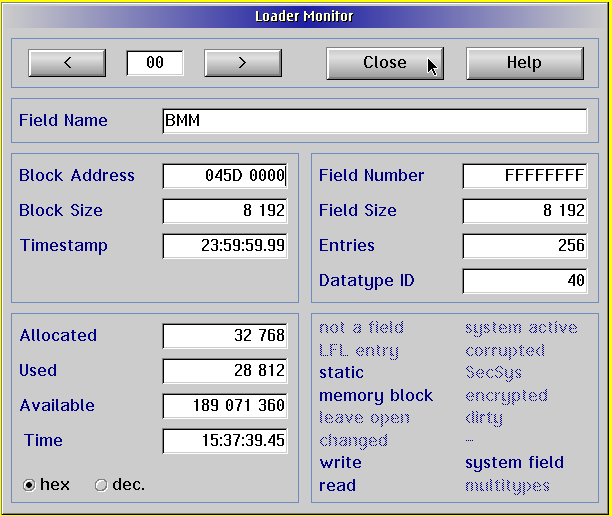 Loader Monitor
< 00 > Close Help
Field Name BMM
Block Address 045D 0000
Block Size 8 192
Timestamp 23:59:59.99
Field Number FFFFFFFF
Field Size 8 192
Entries 256
Datatype ID 40
Allocated 32 768
Used 28 812
Available 189 071 360
Time 15:37:39.45
hex dec.
not a field system active
LFL entry corrupted
static SecSys
memory block encrypted
leave open dirty
changed –
write system field
read multitypes